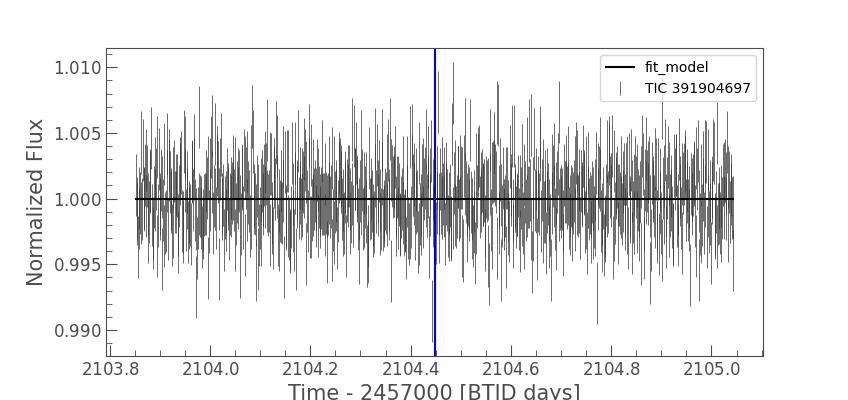 1.010
1.005
1.000
0.995
0.990
Normalized Flux
fit_model
TIC 391904697
2103.8 2104.0 2104.2 2104.4 2104.6 2104.8 2105.0
Time - 2457000 [BTJD days]